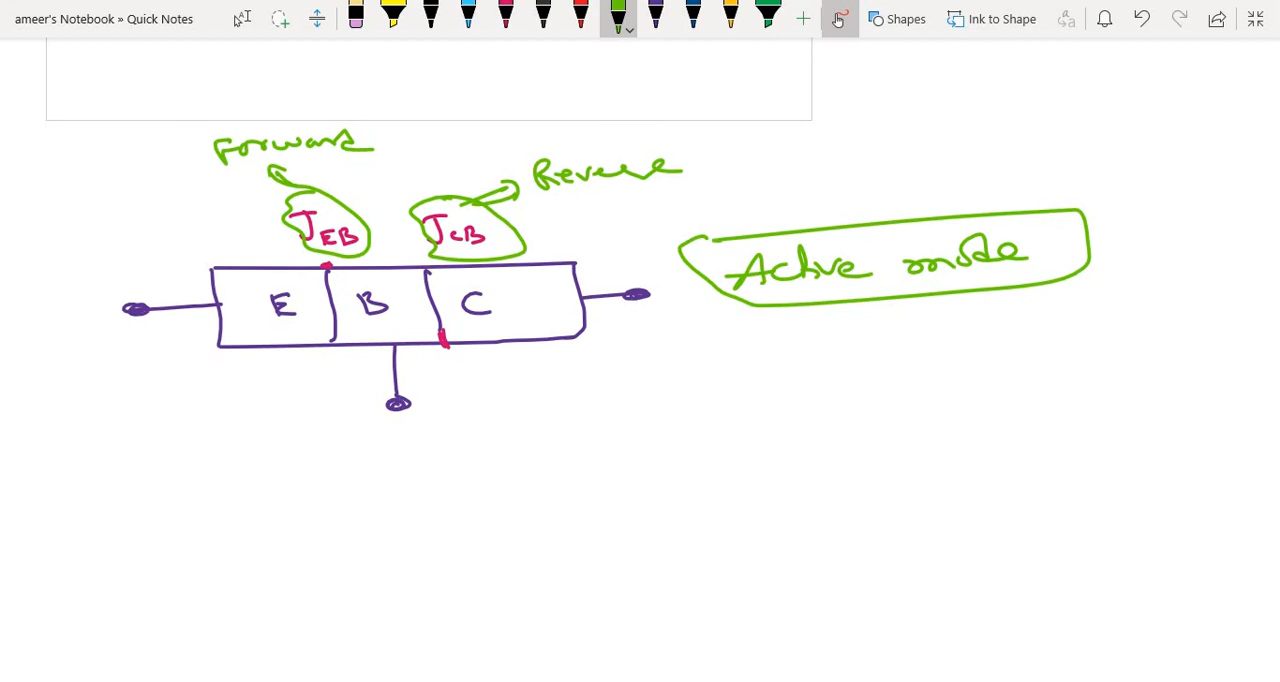 ameer's Notebook » Quick Notes
Shapes
Ink to Shape
Forward
Reverse
JEB
JCB
Active mode
E
B
C